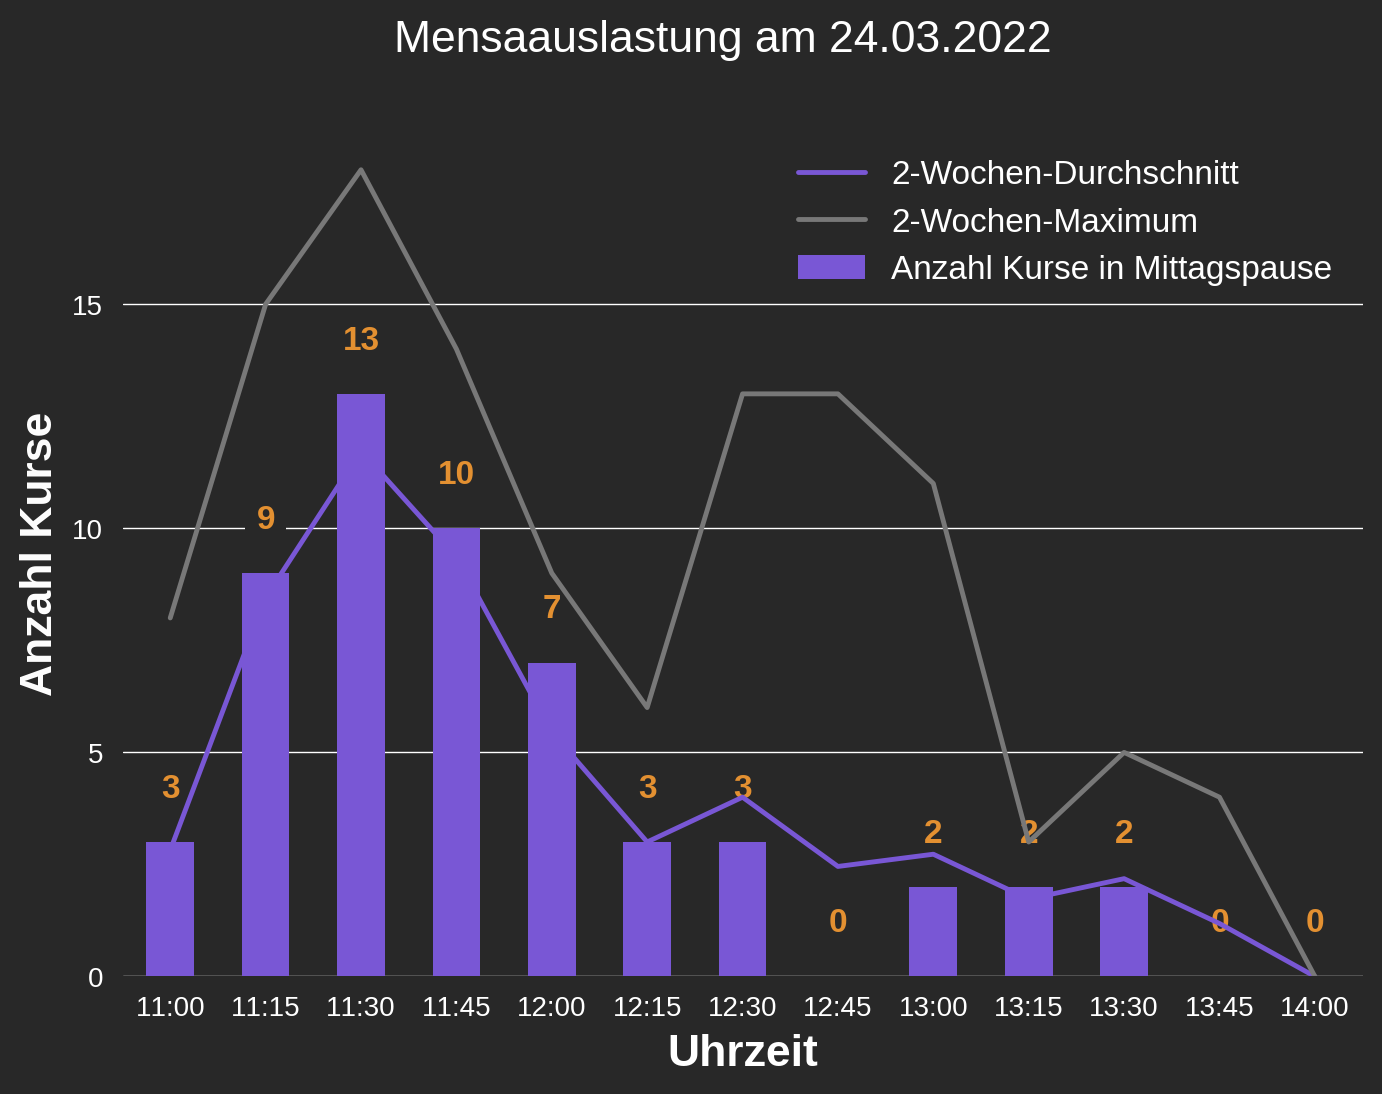 Mensaauslastung am 24.03.2022
2-Wochen-Durchschnitt
2-Wochen-Maximum
Anzahl Kurse in Mittagspause
Anzahl Kurse
15
10
5
0
3
9
13
10
7
3
3
0
2
2
2
0
0
11:00 11:15 11:30 11:45 12:00 12:15 12:30 12:45 13:00 13:15 13:30 13:45 14:00
Uhrzeit